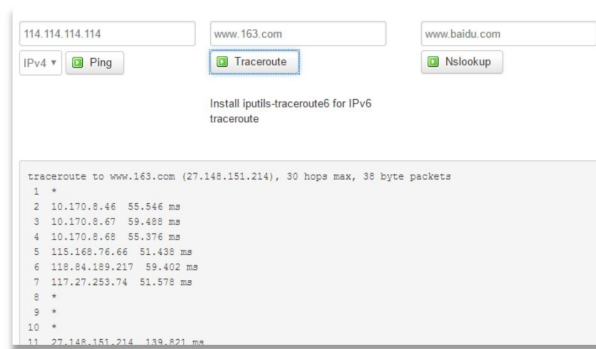 114.114.114.114 www.163.com www.baidu.com
IPv4 Ping Traceroute Nslookup
Install iputils-traceroute6 for IPv6
traceroute
traceroute to www.163.com (27.148.151.214), 30 hops max, 38 byte packets
1 *
2 10.170.8.46 55.546 ms
3 10.170.8.67 59.488 ms
4 10.170.8.68 55.376 ms
5 115.168.76.66 51.438 ms
6 118.84.189.217 59.402 ms
7 117.27.253.74 51.578 ms
8 *
9 *
10 *
11 27.148.151.214 139.821 ms